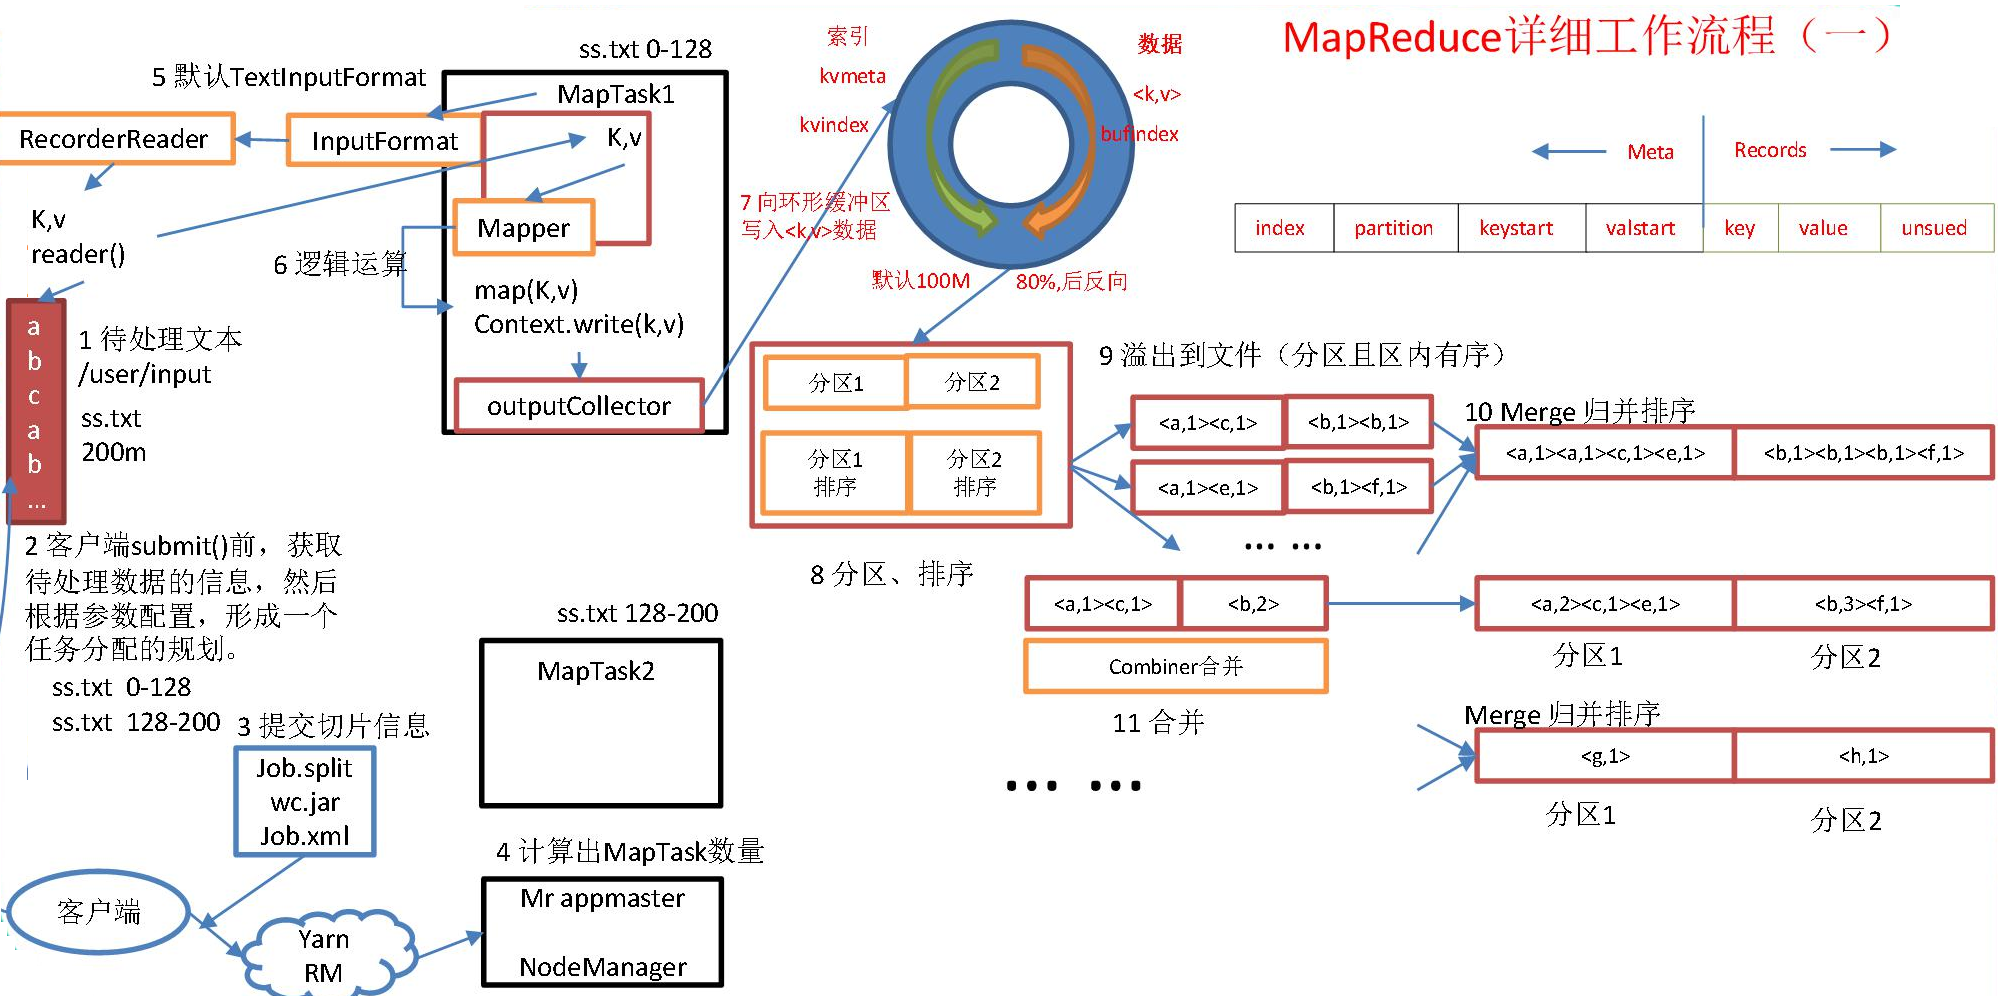 MapReduce详细工作流程（一）
ss.txt 0-128
5 默认TextInputFormat
MapTask1
RecorderReader
InputFormat
K,v
K,v
reader()
Mapper
6 逻辑运算
map(K,v)
Context.write(k,v)
outputCollector
a
b
c
a
b
...
1 待处理文本
/user/input
ss.txt
200m
2 客户端submit()前，获取
待处理数据的信息，然后
根据参数配置，形成一个
任务分配的规划。
ss.txt 0-128
ss.txt 128-200
3 提交切片信息
Job.split
wc.jar
Job.xml
客户端
Yarn
RM
4 计算出MapTask数量
Mr appmaster
NodeManager
ss.txt 128-200
MapTask2
索引
kvmeta
kvindex
数据
<k,v>
bufindex
7 向环形缓冲区
写入<k,v>数据
默认100M
80%,后反向
Meta
Records
index
partition
keystart
valstart
key
value
unsued
分区1
分区2
分区1
排序
分区2
排序
8 分区、排序
9 溢出到文件（分区且区内有序）
<a,1><c,1>
<b,1><b,1>
<a,1><e,1>
<b,1><f,1>
... ...
10 Merge 归并排序
<a,1><a,1><c,1><e,1>
<b,1><b,1><b,1><f,1>
<a,1><c,1>
<b,2>
Combiner合并
11 合并
<a,2><c,1><e,1>
<b,3><f,1>
分区1
分区2
... ...
Merge 归并排序
<g,1>
<h,1>
分区1
分区2